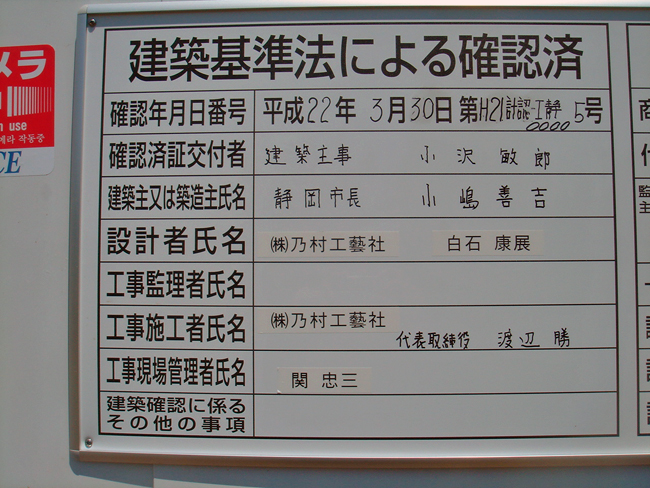 建築基準法による確認済
確認年月日番号 平成22年 3月30日 第H21計認-工静 5号
確認済証交付者 建築主事 小沢 敏郎
建築主又は築造主氏名 静岡市長 小嶋善吉
設計者氏名 ㈱乃村工藝社 白石 康展
工事監理者氏名
工事施工者氏名 ㈱乃村工藝社 代表取締役 渡辺 勝
工事現場管理者氏名 関 忠三
建築確認に係る
その他の事項
メラ
n use
메라 작동중
CE